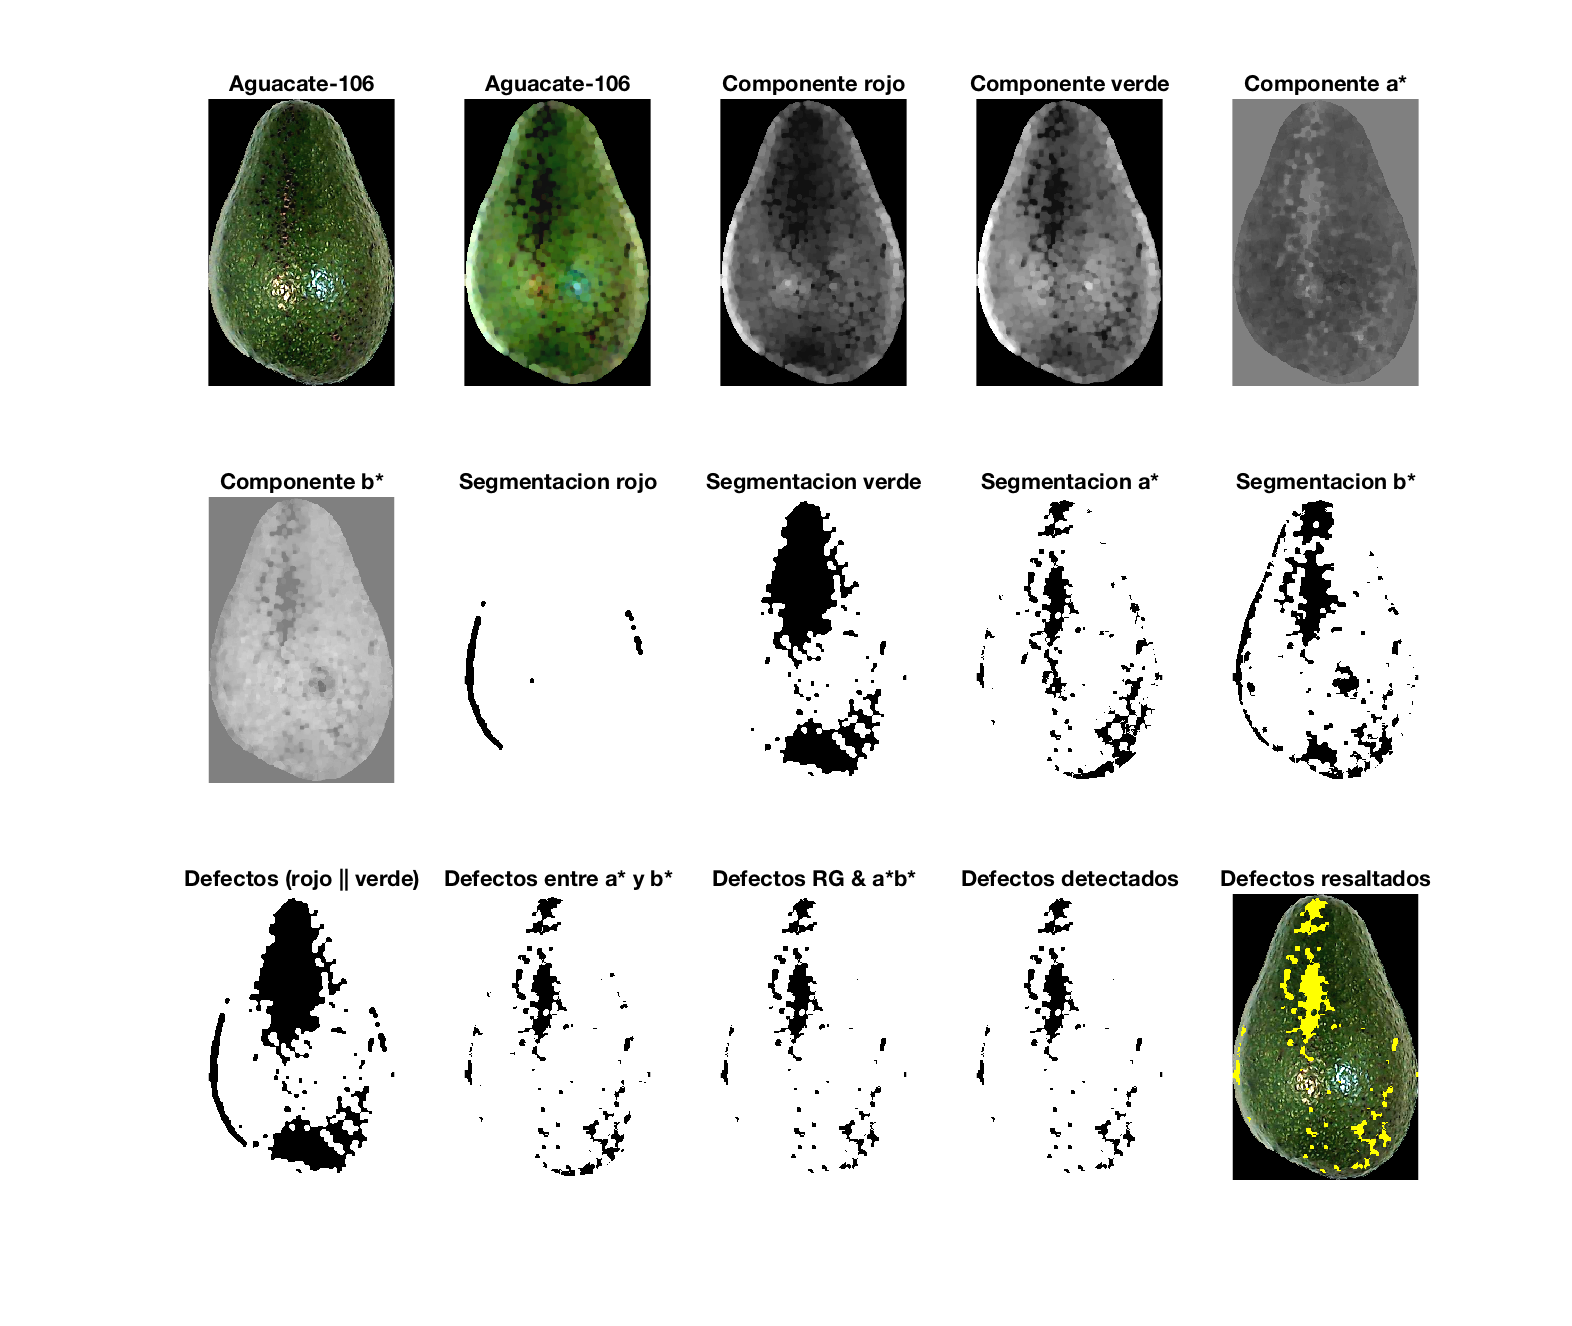 Aguacate-106
Aguacate-106
Componente rojo
Componente verde
Componente a*
Componente b*
Segmentacion rojo
Segmentacion verde
Segmentacion a*
Segmentacion b*
Defectos (rojo || verde)
Defectos entre a* y b*
Defectos RG & a*b*
Defectos detectados
Defectos resaltados